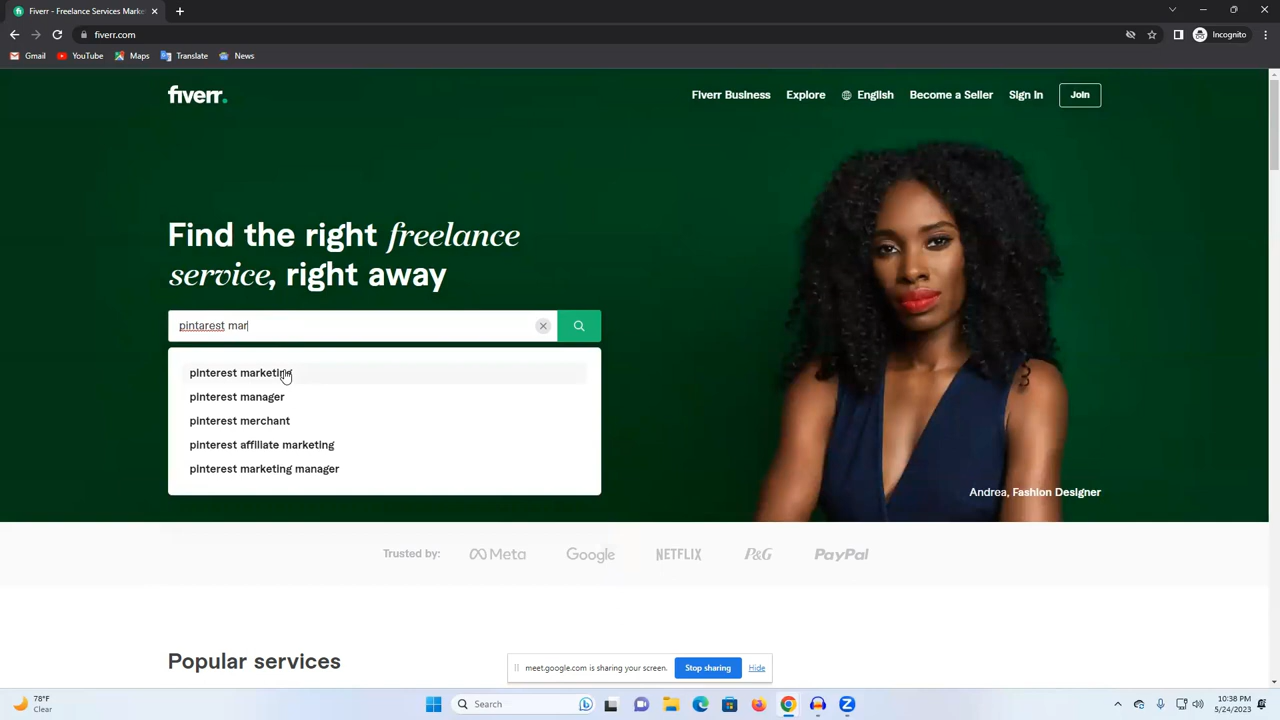 Fiverr - Freelance Services Marke
fiverr.com
Incognito
Gmail
YouTube
Maps
Translate
News
fiverr.
Fiverr Business
Explore
English
Become a Seller
Sign In
Join
Find the right freelance
service, right away
pintarest mar
pinterest marketing
pinterest manager
pinterest merchant
pinterest affiliate marketing
pinterest marketing manager
Andrea, Fashion Designer
Trusted by:
Meta
Google
NETFLIX
P&G
PayPal
Popular services
meet.google.com is sharing your screen.
Stop sharing
Hide
78°F
Clear
Search
10:38 PM
5/24/2023